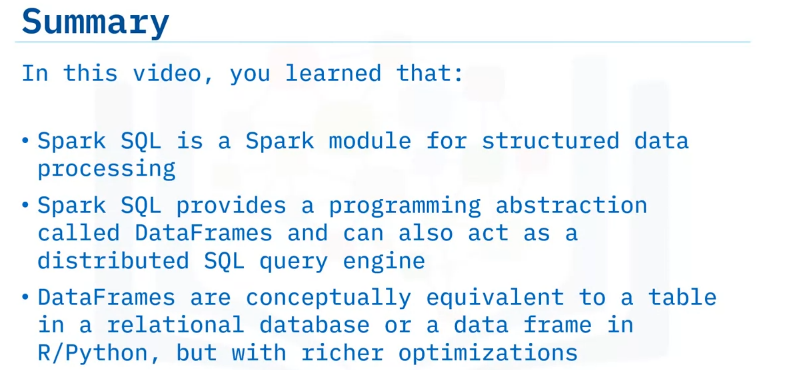 Summary
In this video, you learned that:
• Spark SQL is a Spark module for structured data
processing
• Spark SQL provides a programming abstraction
called DataFrames and can also act as a
distributed SQL query engine
• DataFrames are conceptually equivalent to a table
in a relational database or a data frame in
R/Python, but with richer optimizations